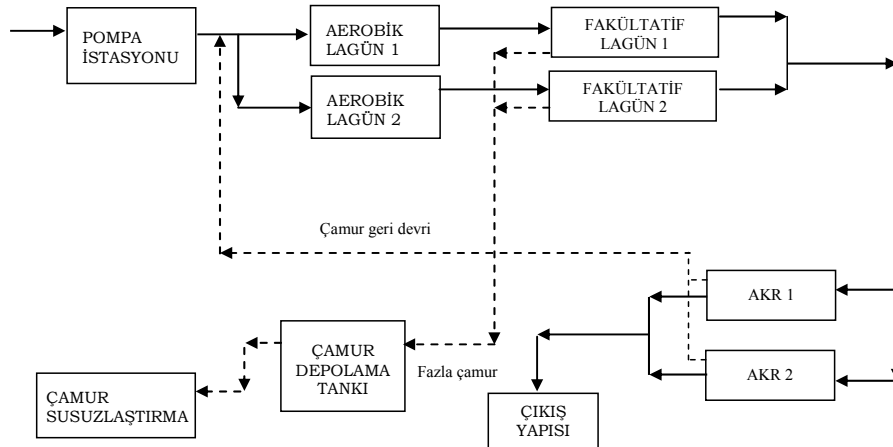 POMPA
İSTASYONU
AEROBİK
LAGÜN 1
FAKÜLTATİF
LAGÜN 1
AEROBİK
LAGÜN 2
FAKÜLTATİF
LAGÜN 2
Çamur geri devri
AKR 1
ÇAMUR
DEPOLAMA
TANKI
Fazla çamur
AKR 2
ÇAMUR
SUSUZLAŞTIRMA
ÇIKIŞ
YAPISI